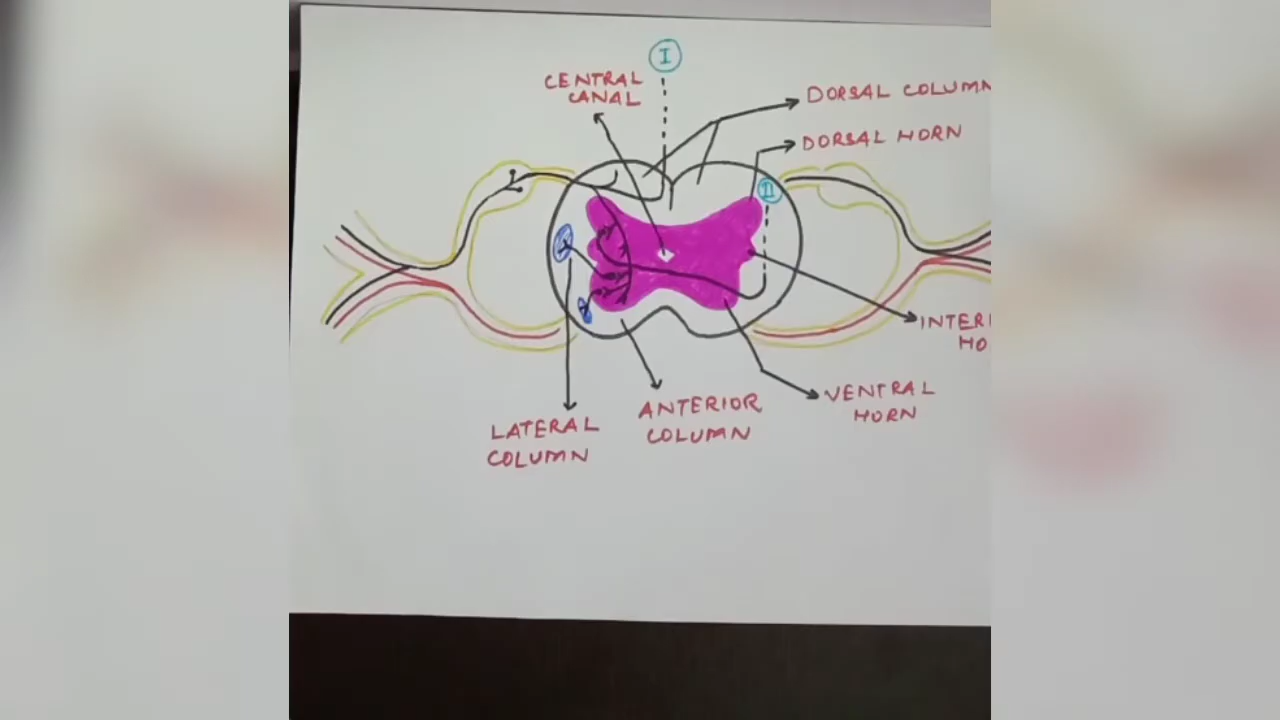 I
CENTRAL
CANAL
DORSAL COLUMN
DORSAL HORN
II
VENTRAL
HORN
ANTERIOR
COLUMN
LATERAL
COLUMN